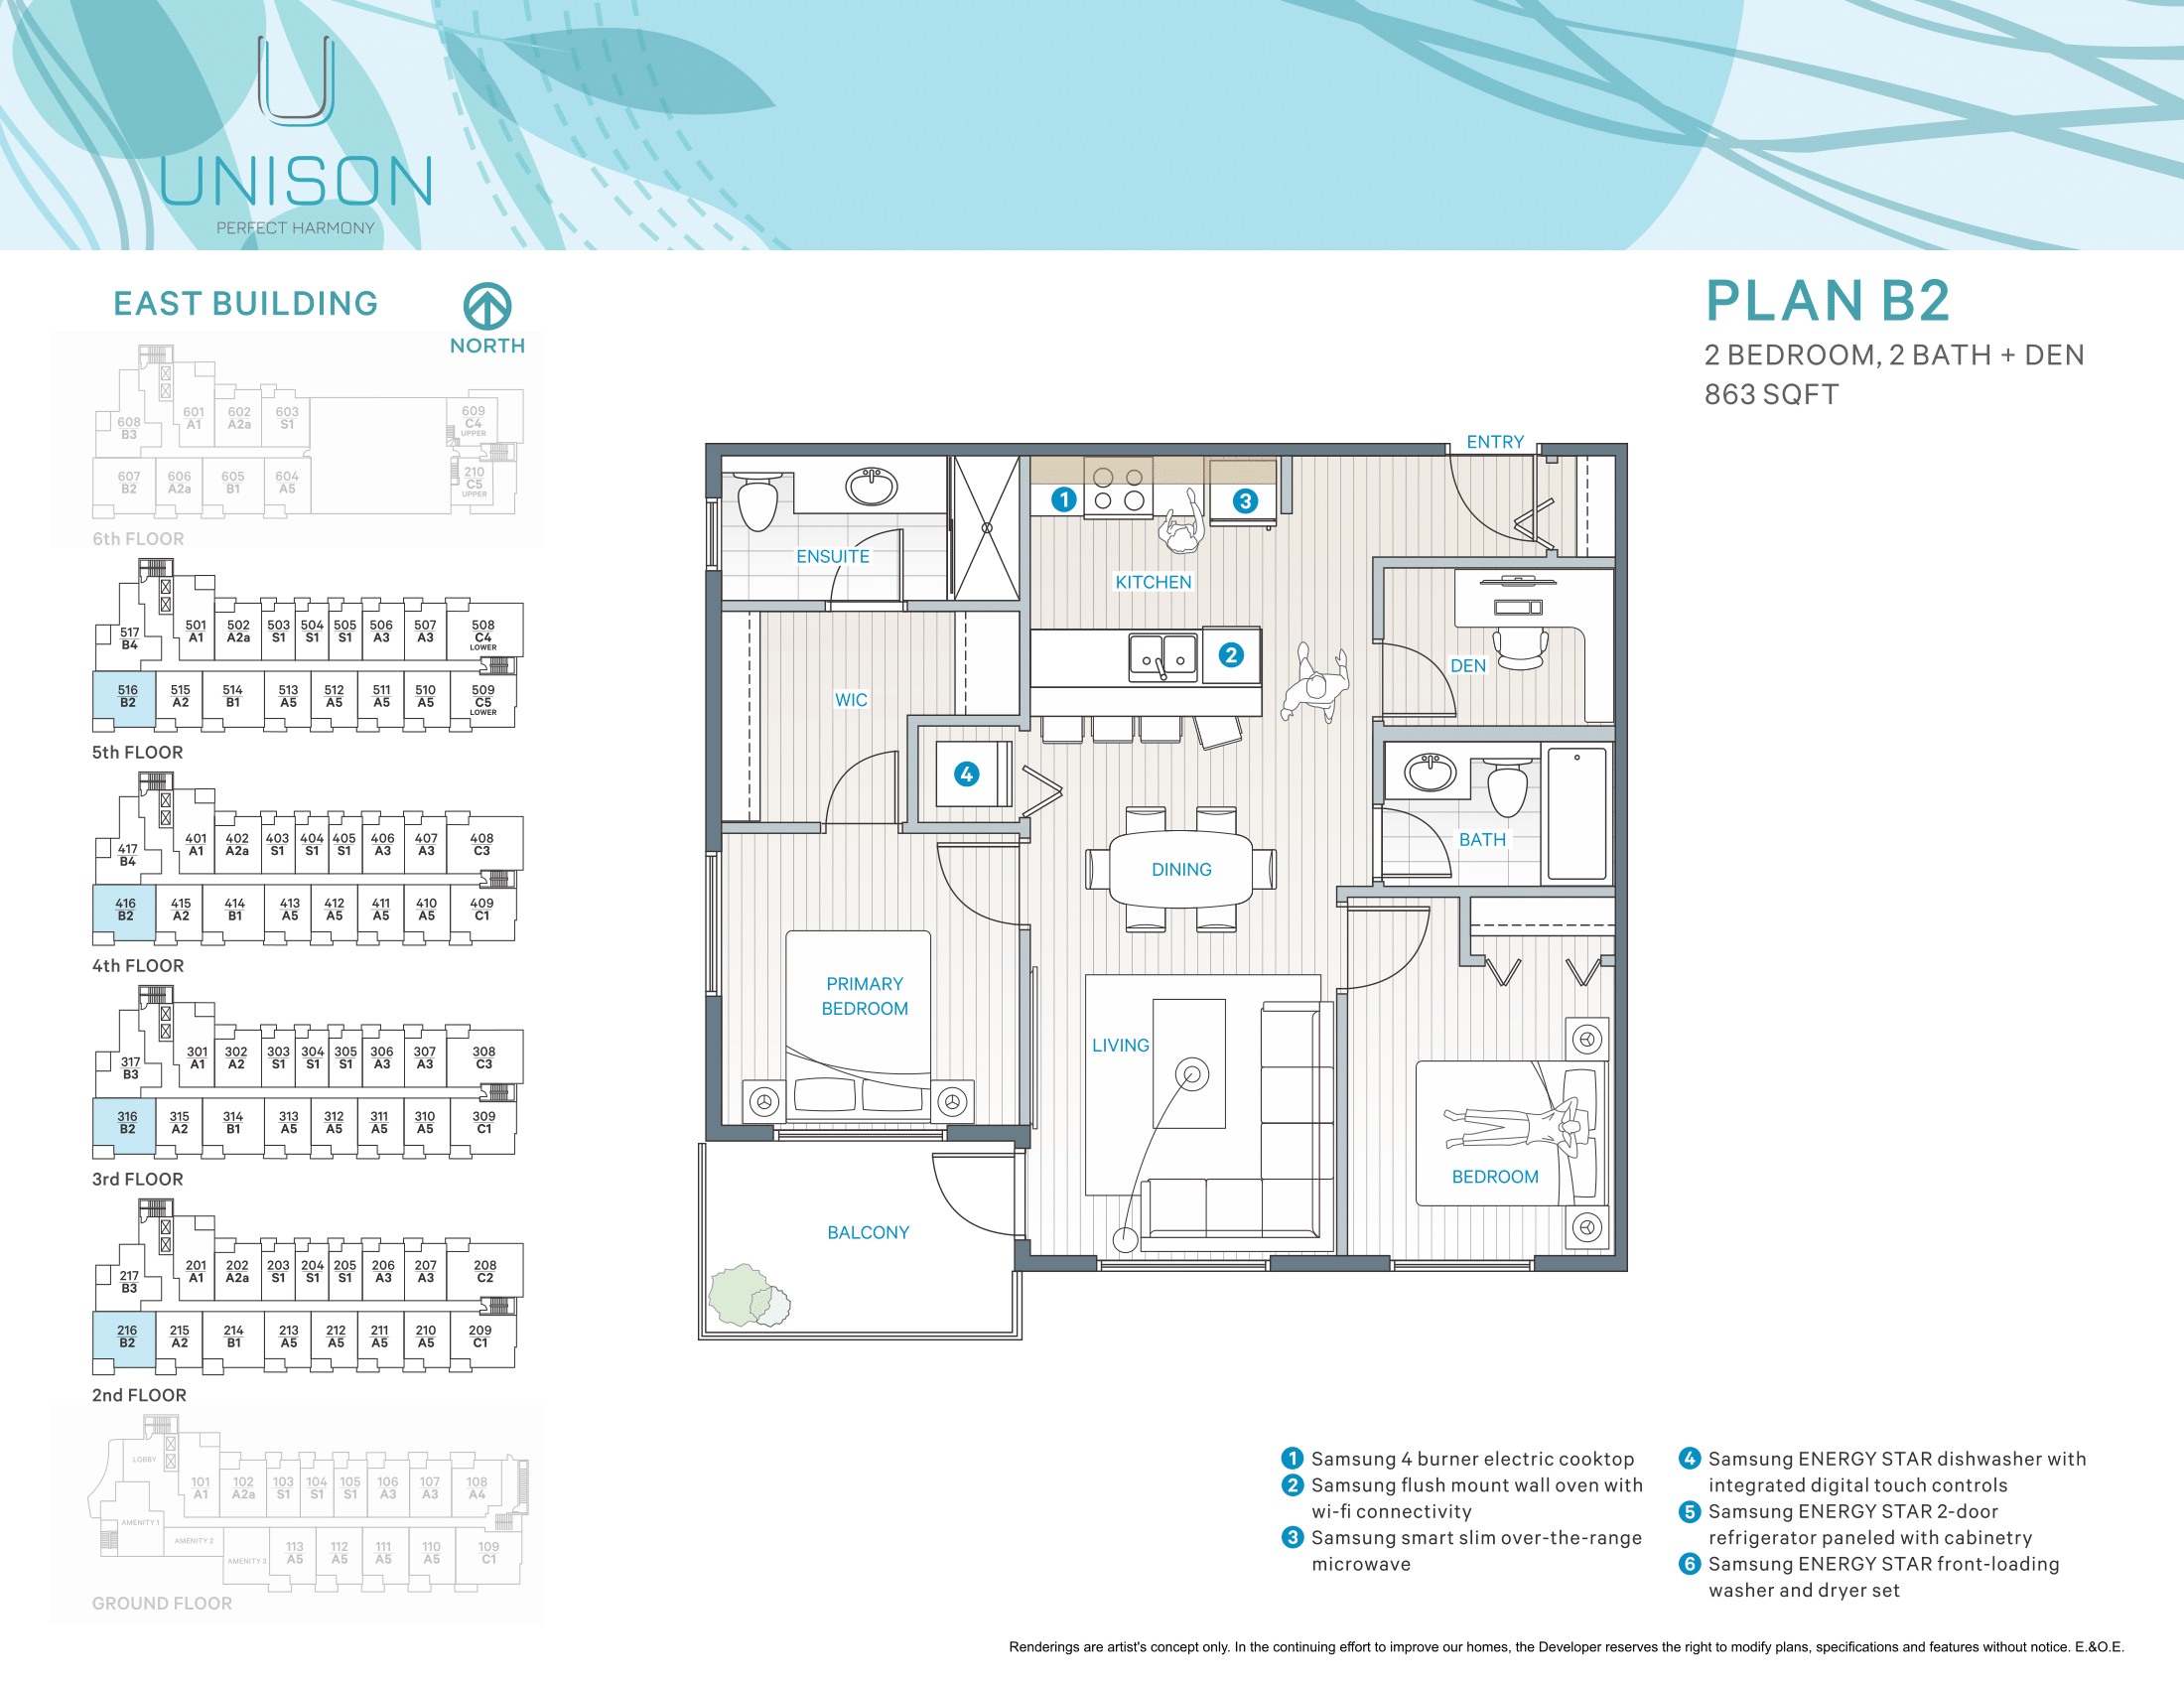 UNISON
PERFECT HARMONY
EAST BUILDING
NORTH
PLAN B2
2 BEDROOM, 2 BATH + DEN
863 SQFT
601 A1
602 A2a
603 S1
609 C4 UPPER
608 B3
607 B2
606 A2a
605 B1
604 A5
210 C5 UPPER
6th FLOOR
517 B4
501 A1
502 A2a
503 S1
504 S1
505 S1
506 A3
507 A3
508 C4 LOWER
516 B2
515 A2
514 B1
513 A5
512 A5
511 A5
510 A5
509 C5 LOWER
5th FLOOR
417 B4
401 A1
402 A2a
403 S1
404 S1
405 S1
406 A3
407 A3
408 C3
416 B2
415 A2
414 B1
413 A5
412 A5
411 A5
410 A5
409 C1
4th FLOOR
317 B3
301 A1
302 A2
303 S1
304 S1
305 S1
306 A3
307 A3
308 C3
316 B2
315 A2
314 B1
313 A5
312 A5
311 A5
310 A5
309 C1
3rd FLOOR
217 B3
201 A1
202 A2a
203 S1
204 S1
205 S1
206 A3
207 A3
208 C2
216 B2
215 A2
214 B1
213 A5
212 A5
211 A5
210 A5
209 C1
2nd FLOOR
LOBBY
101 A1
102 A2a
103 S1
104 S1
105 S1
106 A3
107 A3
108 A4
AMENITY 1
AMENITY 2
AMENITY 3
113 A5
112 A5
111 A5
110 A5
109 C1
GROUND FLOOR
ENTRY
1
3
ENSUITE
KITCHEN
2
DEN
WIC
4
BATH
DINING
PRIMARY
BEDROOM
LIVING
BEDROOM
BALCONY
1 Samsung 4 burner electric cooktop
2 Samsung flush mount wall oven with
wi-fi connectivity
3 Samsung smart slim over-the-range
microwave
4 Samsung ENERGY STAR dishwasher with
integrated digital touch controls
5 Samsung ENERGY STAR 2-door
refrigerator paneled with cabinetry
6 Samsung ENERGY STAR front-loading
washer and dryer set
Renderings are artist's concept only. In the continuing effort to improve our homes, the Developer reserves the right to modify plans, specifications and features without notice. E.&O.E.